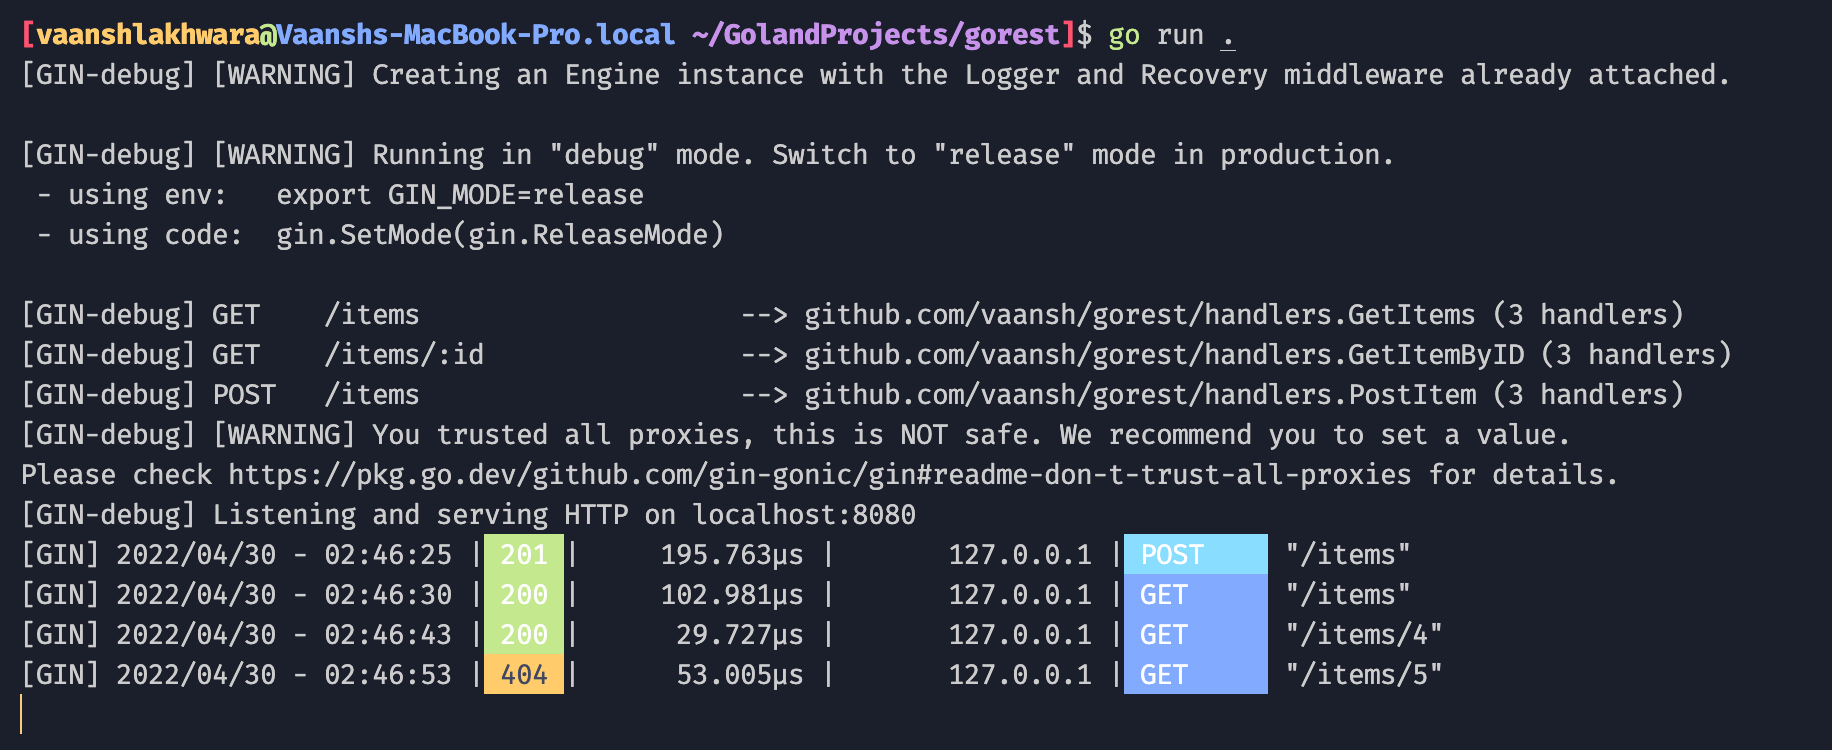 [vaanshlakhwara@Vaanshs-MacBook-Pro.local ~/GolandProjects/gorest]$ go run .
[GIN-debug] [WARNING] Creating an Engine instance with the Logger and Recovery middleware already attached.
[GIN-debug] [WARNING] Running in "debug" mode. Switch to "release" mode in production.
 - using env:   export GIN_MODE=release
 - using code:  gin.SetMode(gin.ReleaseMode)
[GIN-debug] GET    /items                    --> github.com/vaansh/gorest/handlers.GetItems (3 handlers)
[GIN-debug] GET    /items/:id                --> github.com/vaansh/gorest/handlers.GetItemByID (3 handlers)
[GIN-debug] POST   /items                    --> github.com/vaansh/gorest/handlers.PostItem (3 handlers)
[GIN-debug] [WARNING] You trusted all proxies, this is NOT safe. We recommend you to set a value.
Please check https://pkg.go.dev/github.com/gin-gonic/gin#readme-don-t-trust-all-proxies for details.
[GIN-debug] Listening and serving HTTP on localhost:8080
[GIN] 2022/04/30 - 02:46:25 | 201 |     195.763µs |       127.0.0.1 | POST     "/items"
[GIN] 2022/04/30 - 02:46:30 | 200 |     102.981µs |       127.0.0.1 | GET      "/items"
[GIN] 2022/04/30 - 02:46:43 | 200 |      29.727µs |       127.0.0.1 | GET      "/items/4"
[GIN] 2022/04/30 - 02:46:53 | 404 |      53.005µs |       127.0.0.1 | GET      "/items/5"